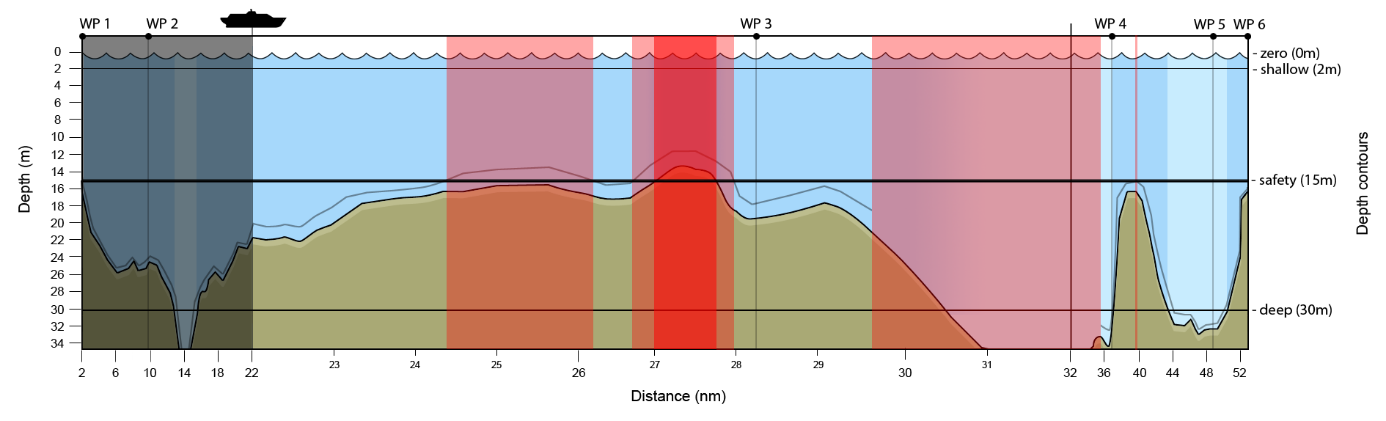 WP 1 WP 2 WP 3 WP 4 WP 5 WP 6
0
2
4
6
8
10
12
14
16
18
20
22
24
26
28
30
32
34
Depth (m)
zero (0m)
shallow (2m)
safety (15m)
deep (30m)
Depth contours
2 6 10 14 18 22 23 24 25 26 27 28 29 30 31 32 36 40 44 48 52
Distance (nm)